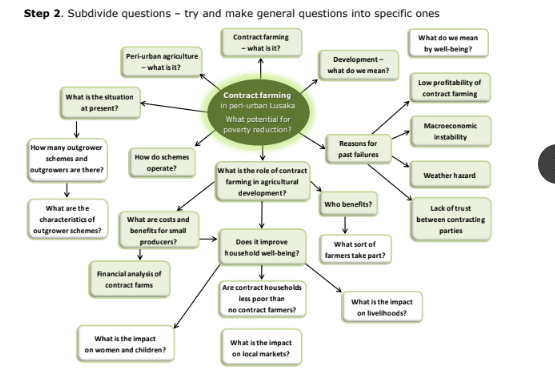 Step 2. Subdivide questions – try and make general questions into specific ones
Contract farming
– what is it?
What do we mean
by well-being?
Peri-urban agriculture
– what is it?
Development –
what do we mean?
What is the situation
at present?
Contract farming
in peri-urban Lusaka
What potential for
poverty reduction?
Low profitability of
contract farming
Macroeconomic
instability
How many outgrower
schemes and
outgrowers are there?
How do schemes
operate?
Reasons for
past failures
Weather hazard
What is the role of contract
farming in agricultural
development?
Who benefits?
Lack of trust
between contracting
parties
What are the
characteristics of
outgrower schemes?
What are costs and
benefits for small
producers?
Does it improve
household well-being?
What sort of
farmers take part?
Financial analysis of
contract farms
Are contract households
less poor than
no contract farmers?
What is the impact
on livelihoods?
What is the impact
on women and children?
What is the impact
on local markets?